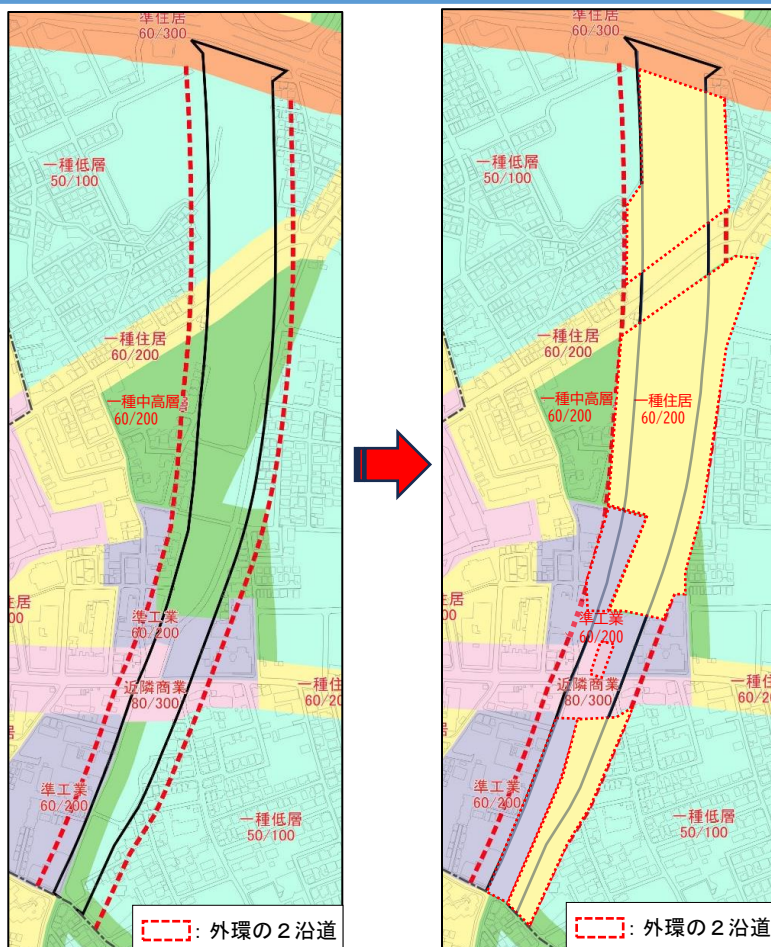 準住居
60/300
一種低層
50/100
一種住居
60/200
一種中高層
60/200
住居
00
準工業
60/200
近隣商業
80/300
一種住
60/20
準工業
60/200
一種低層
50/100
：外環の２沿道
準住居
60/300
一種低層
50/100
一種住居
60/200
一種中高層
60/200
一種住居
60/200
住居
00
準工業
60/200
近隣商業
80/300
一種住
60/20
準工業
60/200
一種低層
50/100
：外環の２沿道